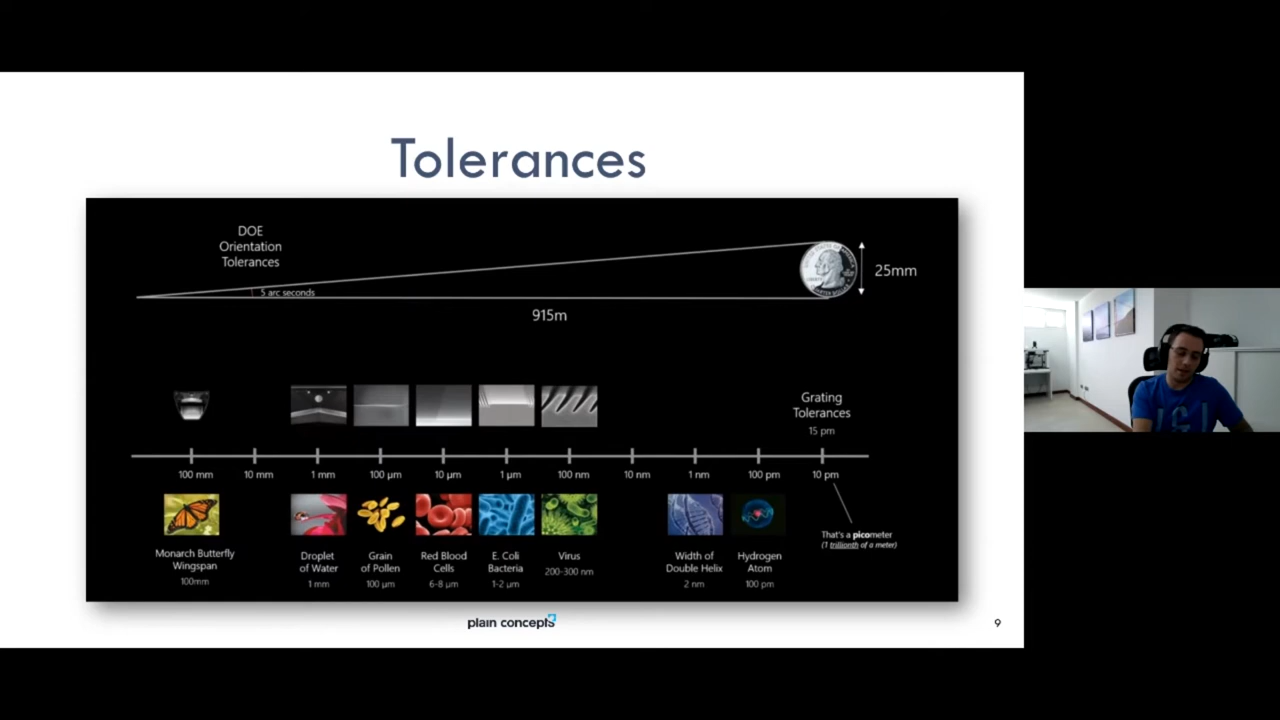 Tolerances
DOE
Orientation
Tolerances
5 arc seconds
25mm
915m
Grating
Tolerances
15 pm
100 mm 10 mm 1 mm 100 µm 10 µm 1 µm 100 nm 10 nm 1 nm 100 pm 10 pm
That's a picometer
(1 trillionth of a meter)
Monarch Butterfly
Wingspan
100mm
Droplet
of Water
1 mm
Grain
of Pollen
100 µm
Red Blood
Cells
6-8 µm
E. Coli
Bacteria
1-2 µm
Virus
200-300 nm
Width of
Double Helix
2 nm
Hydrogen
Atom
100 pm
plain concepts
9